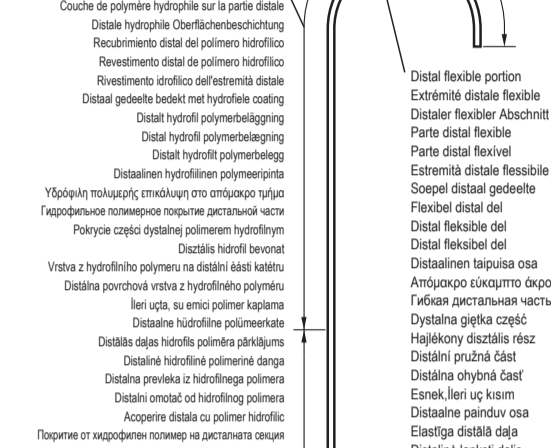 Couche de polymère hydrophile sur la partie distale
Distale hydrophile Oberflächenbeschichtung
Recubrimiento distal del polímero hidrofílico
Revestimento distal de polímero hidrofílico
Rivestimento idrofilico dell'estremità distale
Distaal gedeelte bedekt met hydrofiele coating
Distalt hydrofil polymerbeläggning
Distal hydrofil polymerbelægning
Distalt hydrofilt polymerbelegg
Distaalinen hydrofiilinen polymeeripinta
Υδρόφιλη πολυμερής επικάλυψη στο απόμακρο τμήμα
Гидрофильное полимерное покрытие дистальной части
Pokrycie części dystalnej polimerem hydrofilnym
Disztális hidrofil bevonat
Vrstva z hydrofilního polymeru na distální èásti katétru
Distálna povrchová vrstva z hydrofilného polyméru
İleri uçta, su emici polimer kaplama
Distaalne hüdrofiilne polümeerkate
Distālās daļas hidrofils polimēra pārklājums
Distalinė hidrofilinė polimerinė danga
Distalna prevleka iz hidrofilnega polimera
Distalni omotač od hidrofilnog polimera
Acoperire distala cu polimer hidrofilic
Покритие от хидрофилен полимер на дисталната секция
Distal flexible portion
Extrémité distale flexible
Distaler flexibler Abschnitt
Parte distal flexible
Parte distal flexível
Estremità distale flessibile
Soepel distaal gedeelte
Flexibel distal del
Distal fleksible del
Distal fleksibel del
Distaalinen taipuisa osa
Απόμακρο εύκαμπτο άκρο
Гибкая дистальная часть
Dystalna giętka część
Hajlékony disztális rész
Distální pružná část
Distálna ohybná časť
Esnek,İleri uç kısım
Distaalne painduv osa
Elastīga distālā daļa